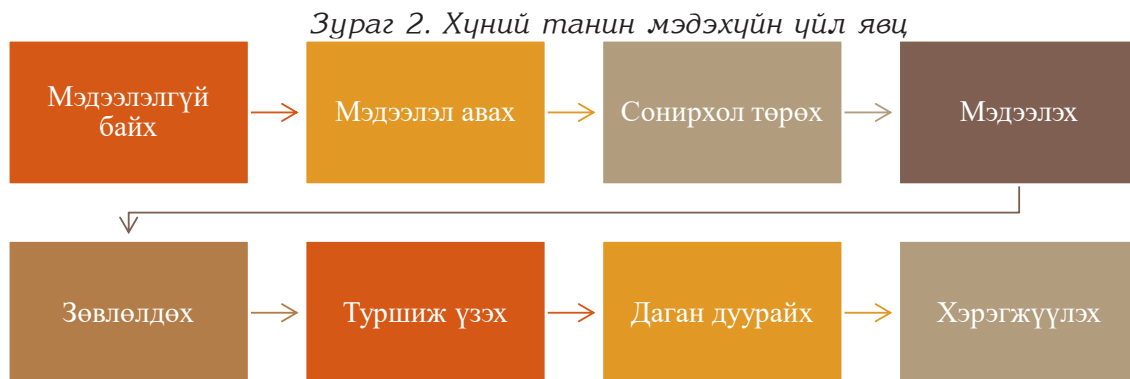 Зураг 2. Хүний танин мэдэхүйн үйл явц
Мэдээлэлгүй
байх
Мэдээлэл авах
Сонирхол төрөх
Мэдээлэх
Зөвлөлдөх
Туршиж үзэх
Даган дуурайх
Хэрэгжүүлэх